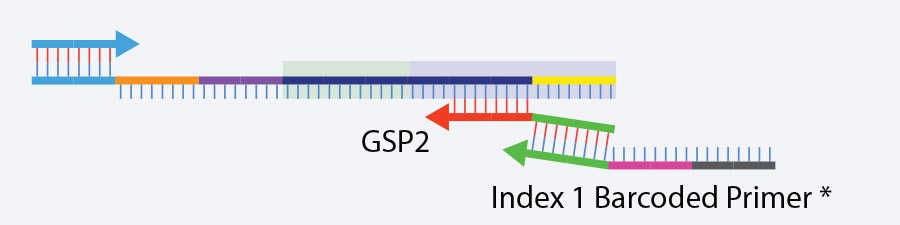 GSP2
Index 1 Barcoded Primer *